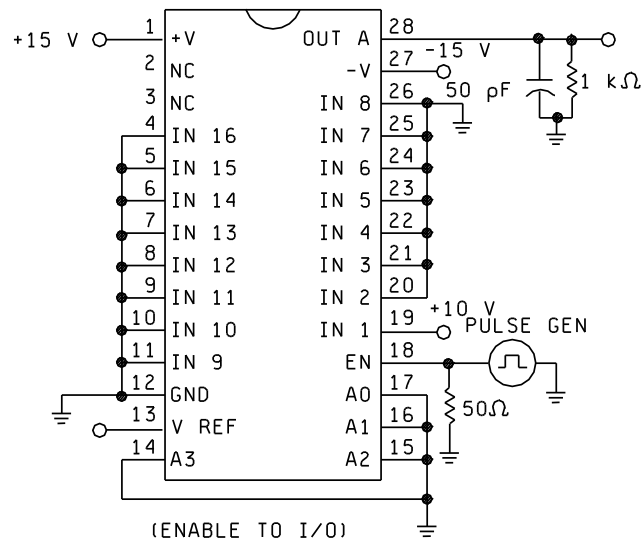 +15 V
1 +V
2 NC
3 NC
4 IN 16
5 IN 15
6 IN 14
7 IN 13
8 IN 12
9 IN 11
10 IN 10
11 IN 9
12 GND
13 V REF
14 A3
OUT A 28
-V 27 -15 V
IN 8 26
IN 7 25
IN 6 24
IN 5 23
IN 4 22
IN 3 21
IN 2 20
IN 1 19 +10 V
EN 18
A0 17
A1 16
A2 15
50 pF
1 kΩ
PULSE GEN
50Ω
(ENABLE TO I/O)